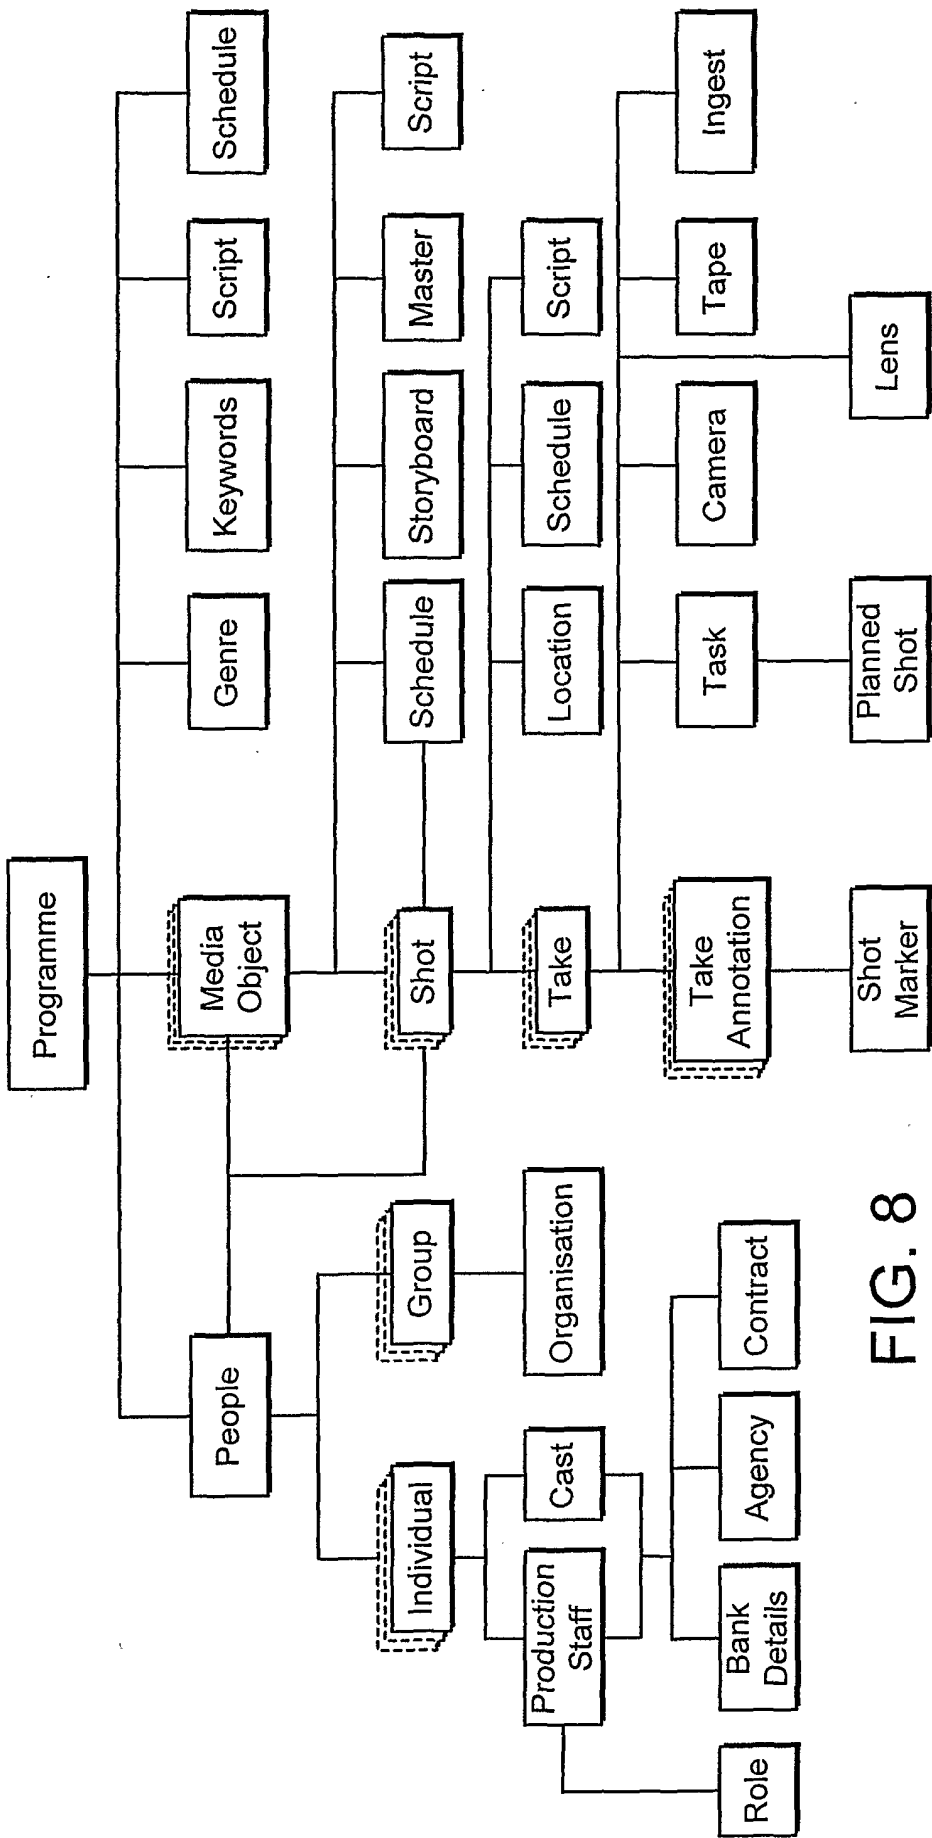 Programme
People
Media
Object
Genre
Keywords
Script
Schedule
Individual
Group
Shot
Schedule
Storyboard
Master
Script
Production
Staff
Cast
Organisation
Take
Location
Schedule
Script
Role
Bank
Details
Agency
Contract
Take
Annotation
Task
Camera
Tape
Ingest
Shot
Marker
Planned
Shot
Lens
FIG. 8